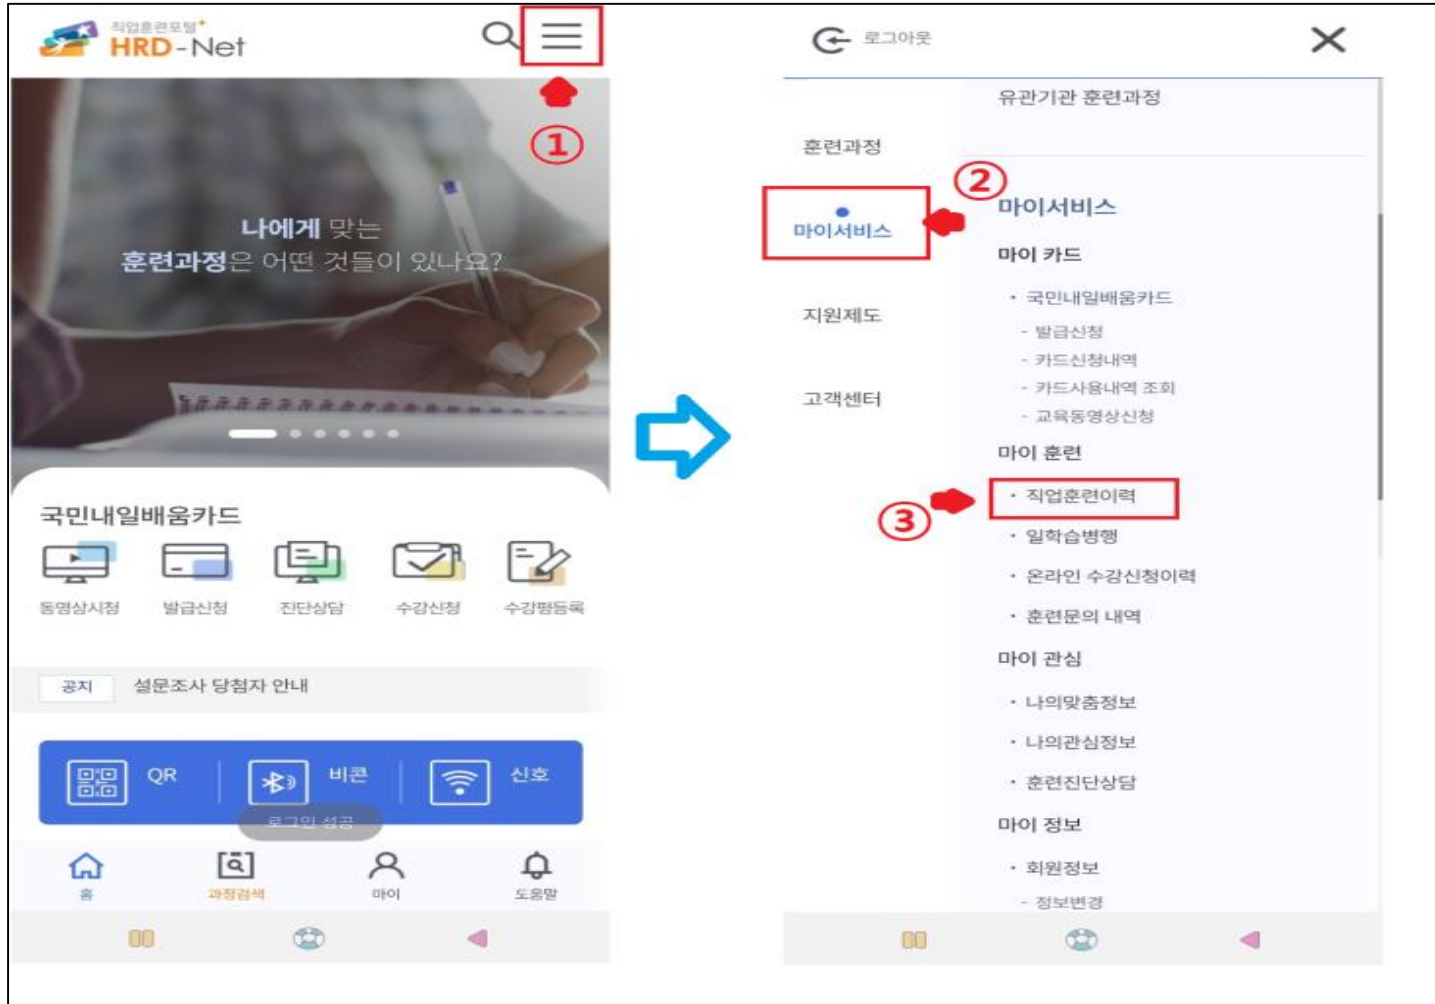 직업훈련포털
HRD-Net
①
나에게 맞는
훈련과정은 어떤 것들이 있나요?
국민내일배움카드
동영상시청 발급신청 진단상담 수강신청 수강평등록
공지 설문조사 당첨자 안내
QR 비콘 신호
로그인 성공
홈 과정검색 마이 도움말
로그아웃
유관기관 훈련과정
훈련과정
②
마이서비스
마이서비스
마이 카드
· 국민내일배움카드
지원제도
- 발급신청
- 카드신청내역
- 카드사용내역 조회
고객센터
- 교육동영상신청
마이 훈련
· 직업훈련이력
③
· 일학습병행
· 온라인 수강신청이력
· 훈련문의 내역
마이 관심
· 나의맞춤정보
· 나의관심정보
· 훈련진단상담
마이 정보
· 회원정보
- 정보변경